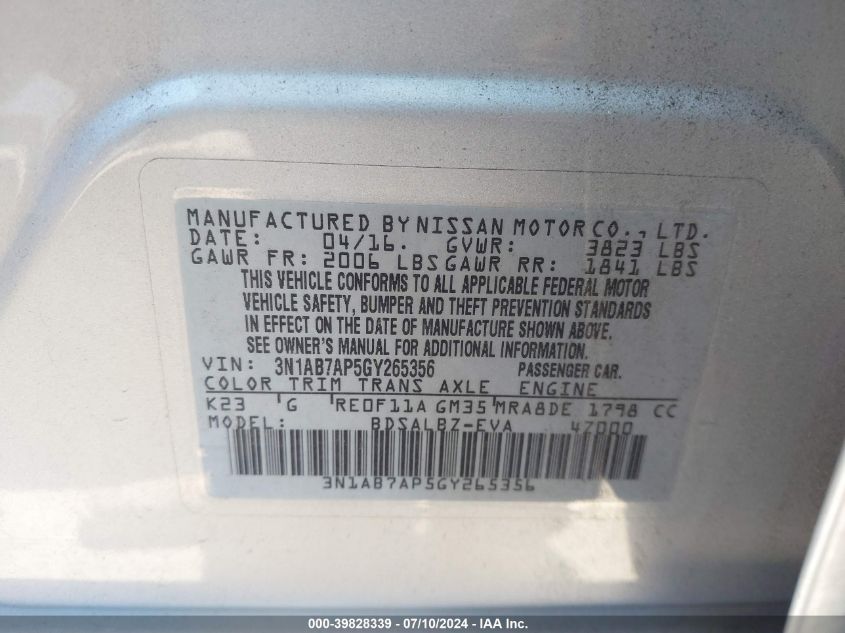 MANUFACTURED BY NISSAN MOTOR CO., LTD.
DATE: 04/16. GVWR: 3823 LBS
GAWR FR: 2006 LBS GAWR RR: 1841 LBS
THIS VEHICLE CONFORMS TO ALL APPLICABLE FEDERAL MOTOR
VEHICLE SAFETY, BUMPER AND THEFT PREVENTION STANDARDS
IN EFFECT ON THE DATE OF MANUFACTURE SHOWN ABOVE.
SEE OWNER'S MANUAL FOR ADDITIONAL INFORMATION.
VIN: 3N1AB7AP5GY265356 PASSENGER CAR.
COLOR TRIM TRANS AXLE ENGINE
K23 'G RE0F11A GM35 'MRA8DE 1798 CC
MODEL: BDSALBZ-EVA 47000
3N1AB7AP5GY265356
000-39828339 - 07/10/2024 - IAA Inc.